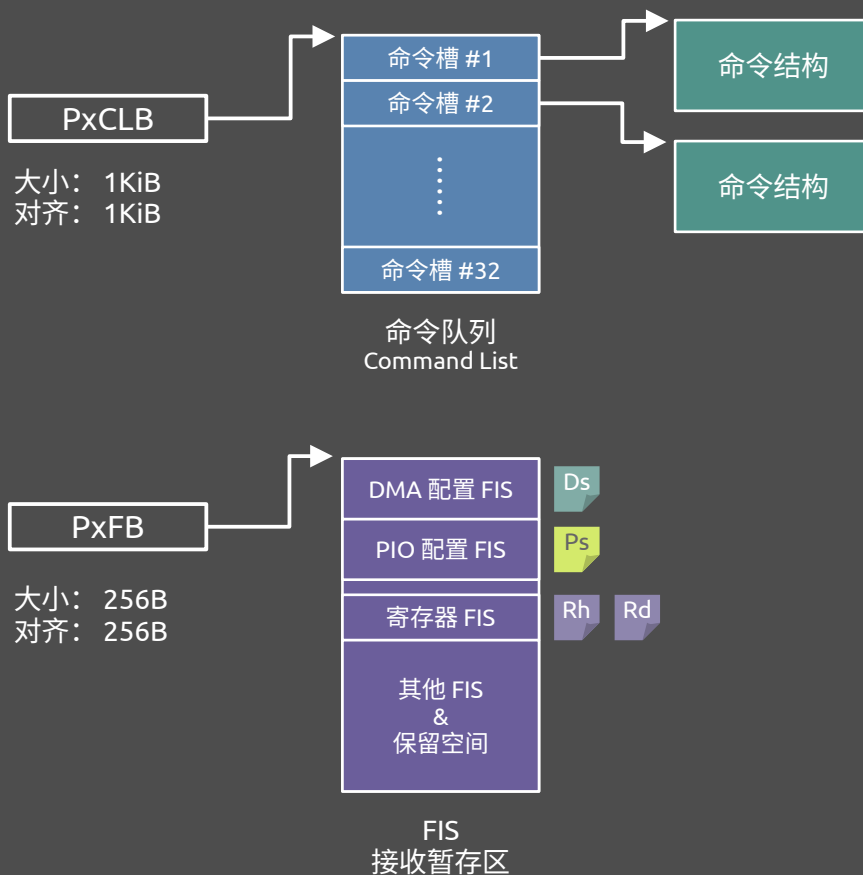 命令槽 #1
命令结构
命令槽 #2
PxCLB
大小： 1KiB
对齐： 1KiB
命令结构
命令槽 #32
命令队列
Command List
DMA 配置 FIS
Ds
PxFB
PIO 配置 FIS
Ps
大小： 256B
对齐： 256B
寄存器 FIS
Rh
Rd
其他 FIS
&
保留空间
FIS
接收暂存区